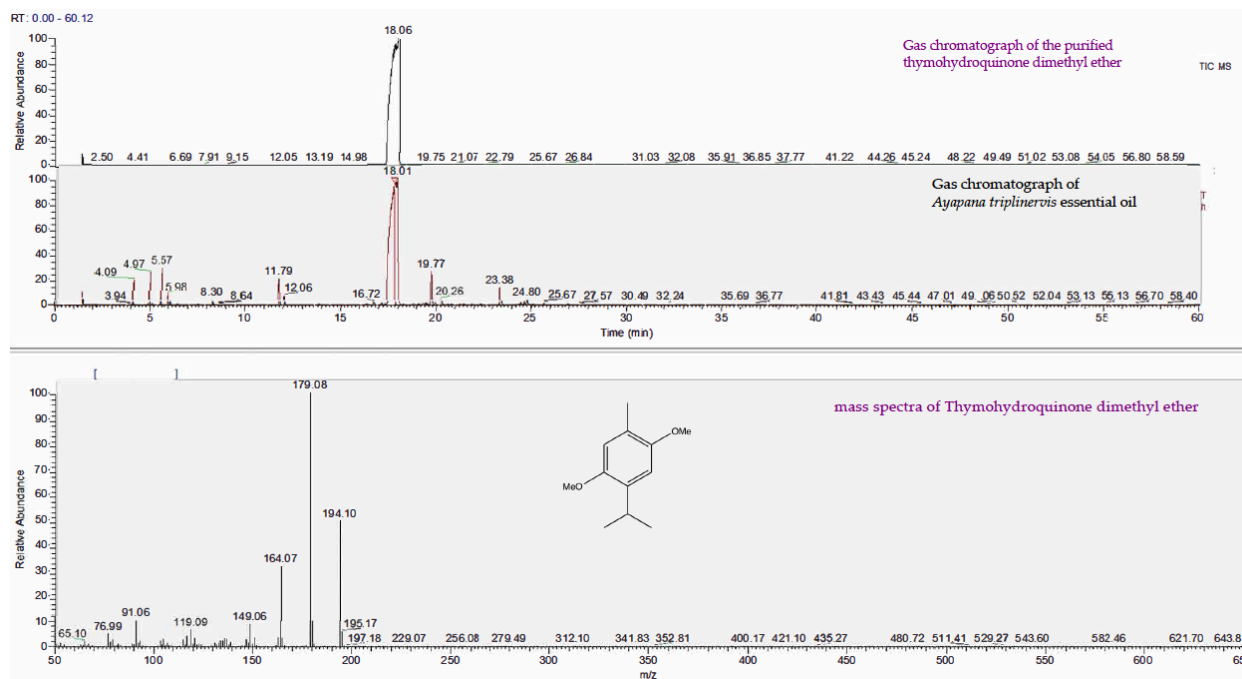 RT: 0.00 - 60.12
18.06
Gas chromatograph of the purified
thymohydroquinone dimethyl ether
TIC MS
Relative Abundance
100
80
60
40
20
0
2.50 4.41 6.69 7.91 9.15 12.05 13.19 14.98 19.75 21.07 22.79 25.67 26.84 31.03 32.08 35.91 36.85 37.77 41.22 44.26 45.24 48.22 49.49 51.02 53.08 54.05 56.80 58.59
18.01
Gas chromatograph of
Ayapana triplinervis essential oil
Relative Abundance
100
80
60
40
20
0
4.97 5.57
4.09
11.79
19.77
3.94 5.98 8.30 8.64 12.06 16.72 20.26 23.38 24.80 25.67 27.57 30.49 32.24 35.69 36.77 41.81 43.43 45.44 47.01 49.06 50.52 52.04 53.13 55.13 56.70 58.40
0 5 10 15 20 25 30 35 40 45 50 55 60
Time (min)
[ ]
179.08
mass spectra of Thymohydroquinone dimethyl ether
Relative Abundance
100
90
80
70
60
50
40
30
20
10
0
OMe
MeO
194.10
164.07
65.10 76.99 91.06 119.09 149.06 195.17 197.18 229.07 256.08 279.49 312.10 341.83 352.81 400.17 421.10 435.27 480.72 511.41 529.27 543.60 582.46 621.70 643.8
50 100 150 200 250 300 350 400 450 500 550 600
m/z